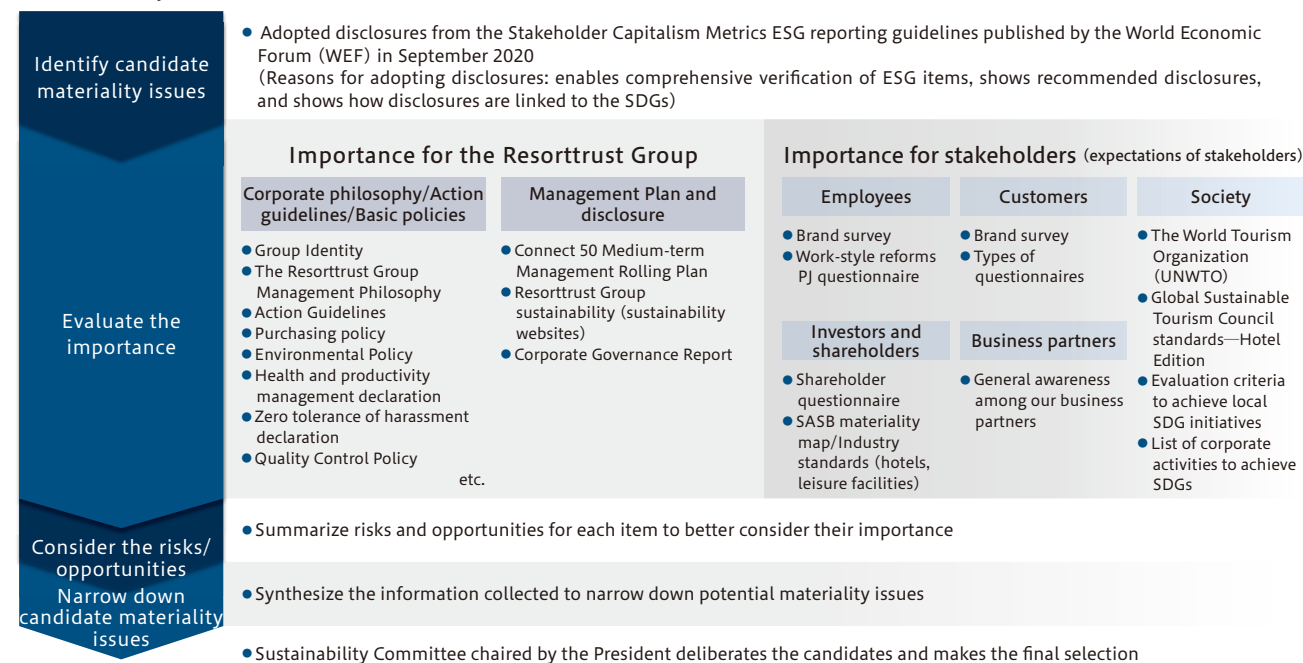 Identify candidate
materiality issues
● Adopted disclosures from the Stakeholder Capitalism Metrics ESG reporting guidelines published by the World Economic
Forum (WEF) in September 2020
(Reasons for adopting disclosures: enables comprehensive verification of ESG items, shows recommended disclosures,
and shows how disclosures are linked to the SDGs)
Evaluate the
importance
Importance for the Resorttrust Group
Corporate philosophy/Action
guidelines/Basic policies
● Group Identity
● The Resorttrust Group
Management Philosophy
● Action Guidelines
● Purchasing policy
● Environmental Policy
● Health and productivity
management declaration
● Zero tolerance of harassment
declaration
● Quality Control Policy
etc.
Management Plan and
disclosure
● Connect 50 Medium-term
Management Rolling Plan
● Resorttrust Group
sustainability (sustainability
websites)
● Corporate Governance Report
Importance for stakeholders (expectations of stakeholders)
Employees
● Brand survey
● Work-style reforms
PJ questionnaire
Customers
● Brand survey
● Types of
questionnaires
Investors and
shareholders
● Shareholder
questionnaire
● SASB materiality
map/Industry
standards (hotels,
leisure facilities)
Business partners
● General awareness
among our business
partners
Society
● The World Tourism
Organization
(UNWTO)
● Global Sustainable
Tourism Council
standards—Hotel
Edition
● Evaluation criteria
to achieve local
SDG initiatives
● List of corporate
activities to achieve
SDGs
Consider the risks/
opportunities
● Summarize risks and opportunities for each item to better consider their importance
Narrow down
candidate materiality
issues
● Synthesize the information collected to narrow down potential materiality issues
● Sustainability Committee chaired by the President deliberates the candidates and makes the final selection